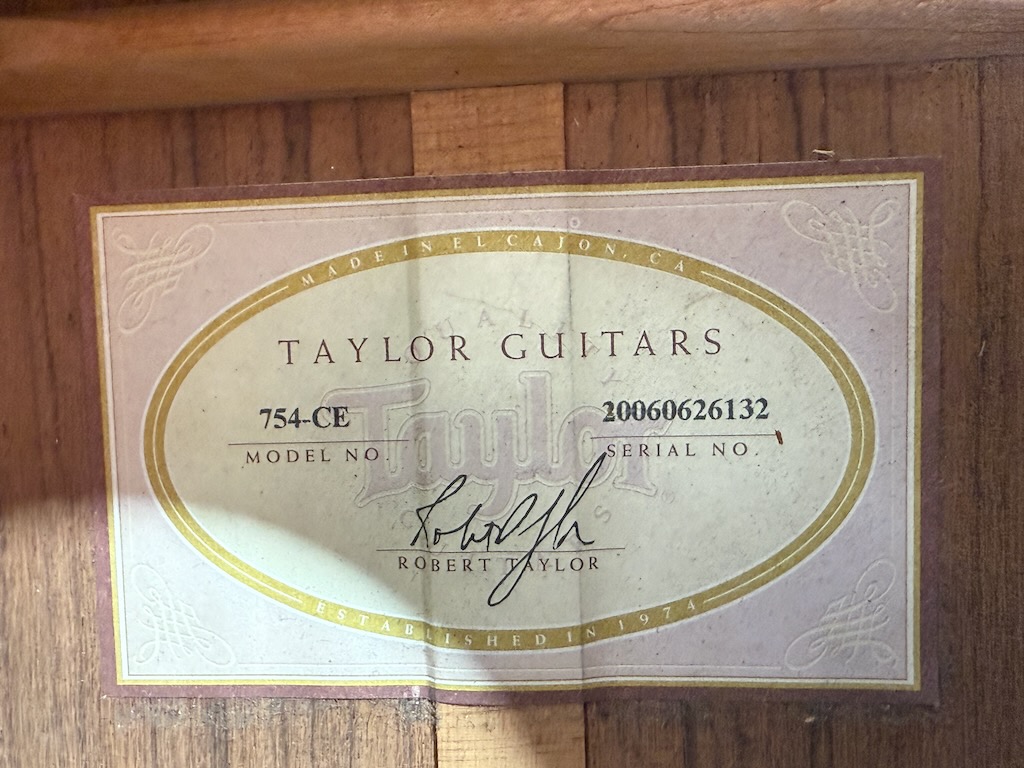 MADE IN EL CAJON, CA
TAYLOR GUITARS
754-CE 20060626132
MODEL NO. SERIAL NO.
Taylor
Robert Taylor
ROBERT TAYLOR
ESTABLISHED IN 1974